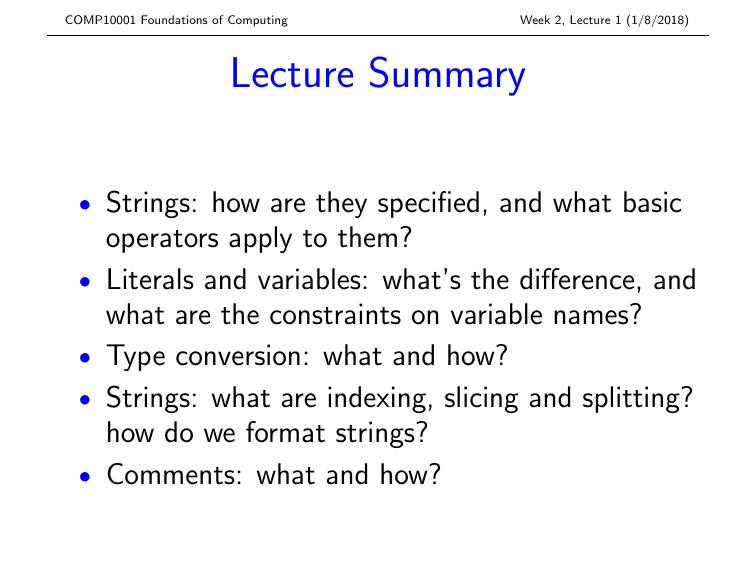 COMP10001 Foundations of Computing Week 2, Lecture 1 (1/8/2018)
Lecture Summary
• Strings: how are they specified, and what basic
operators apply to them?
• Literals and variables: what's the difference, and
what are the constraints on variable names?
• Type conversion: what and how?
• Strings: what are indexing, slicing and splitting?
how do we format strings?
• Comments: what and how?